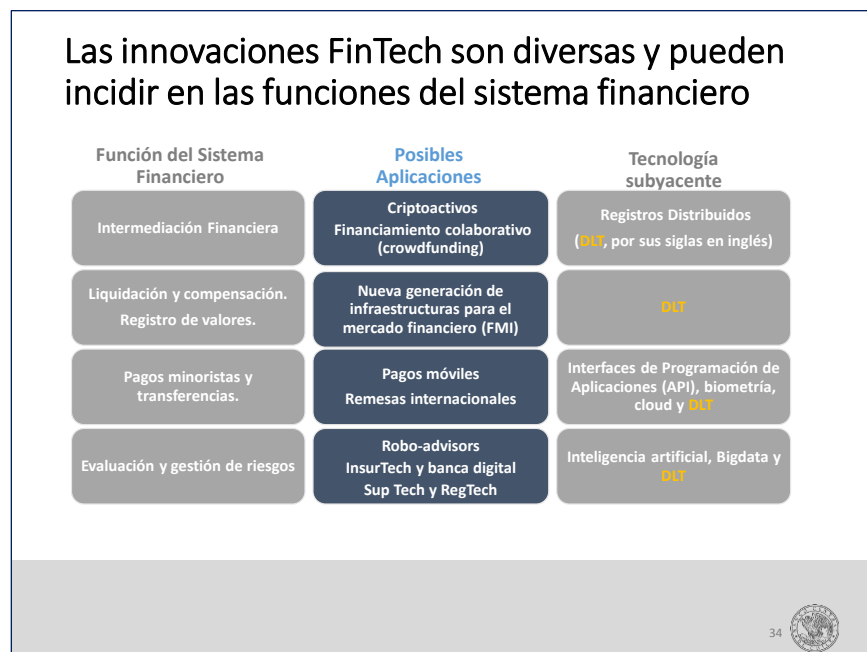 Las innovaciones FinTech son diversas y pueden
incidir en las funciones del sistema financiero
Función del Sistema
Financiero
Posibles
Aplicaciones
Tecnología
subyacente
Intermediación Financiera
Criptoactivos
Financiamiento colaborativo
(crowdfunding)
Registros Distribuidos
(DLT, por sus siglas en inglés)
Liquidación y compensación.
Registro de valores.
Nueva generación de
infraestructuras para el
mercado financiero (FMI)
DLT
Pagos minoristas y
transferencias.
Pagos móviles
Remesas internacionales
Interfaces de Programación de
Aplicaciones (API), biometría,
cloud y DLT
Evaluación y gestión de riesgos
Robo-advisors
InsurTech y banca digital
Sup Tech y RegTech
Inteligencia artificial, Bigdata y
DLT
34